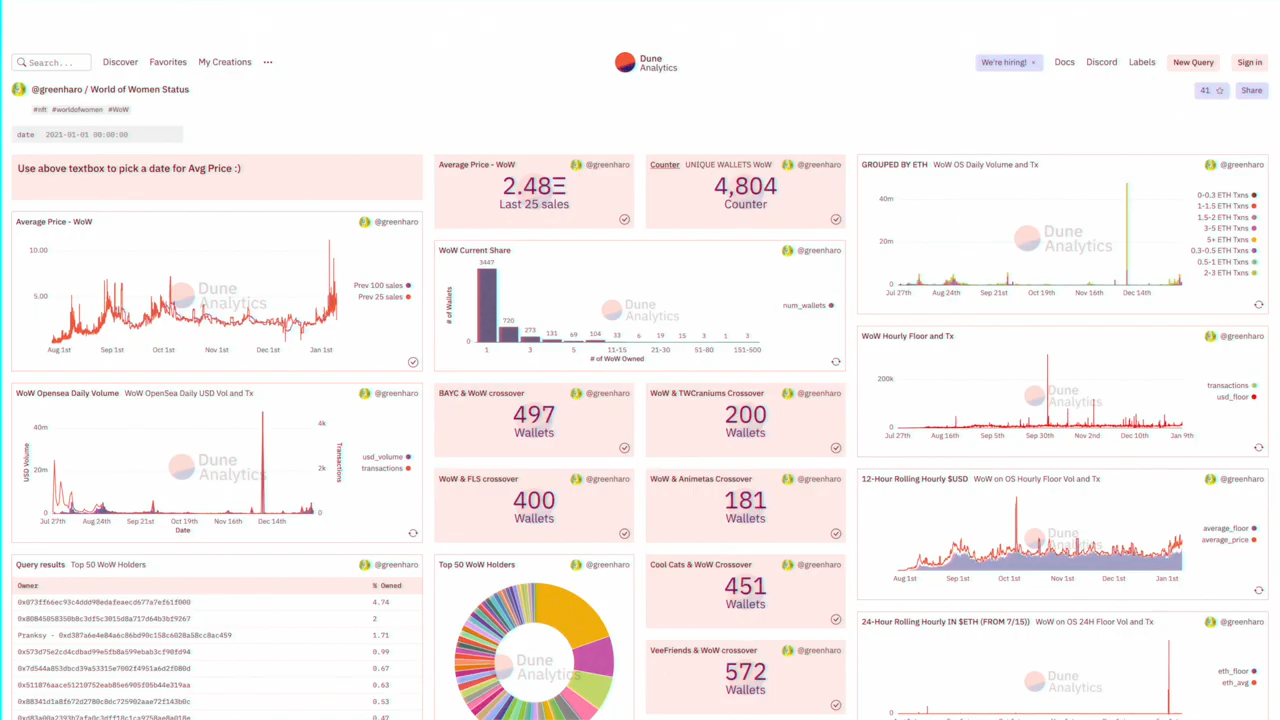 Search...
Discover
Favorites
My Creations
Dune
Analytics
We're hiring!
Docs
Discord
Labels
New Query
Sign in
@greenharo / World of Women Status
41
Share
#nft #worldofwomen #WoW
date 2021-01-01 00:00:00
Use above textbox to pick a date for Avg Price :)
Average Price - WoW
@greenharo
10.00
5.00
Prev 100 sales
Prev 25 sales
Aug 1st Sep 1st Oct 1st Nov 1st Dec 1st Jan 1st
Dune
Analytics
WoW Opensea Daily Volume WoW OpenSea Daily USD Vol and Tx
@greenharo
USD Volume
40m
20m
0
4k
2k
0
Transactions
usd_volume
transactions
Jul 27th Aug 24th Sep 21st Oct 19th Nov 16th Dec 14th
Date
Dune
Analytics
Query results Top 50 WoW Holders
@greenharo
Owner % Owned
0x073ff66ec93c4ddd98edafeaecd677a7ef61f000 4.74
0x80845058350b8c3df5c3015d8a717d64b3bf9267 2
Pranksy - 0xd387a6e4e84a6c86bd90c158c6028a58cc8ac459 1.71
0x573d75e2cd4cdbad99e5fb8a599ebab3cf90fd94 0.99
0x7d544a853dbcd39a53315e7002f4951a6d2f080d 0.67
0x511876aace51210752eab85e6905f05b44e319aa 0.63
0x88341d1a8f672d2780c8dc725902aae72f143b0c 0.53
0.47
Average Price - WoW
@greenharo
2.48Ξ
Last 25 sales
Counter UNIQUE WALLETS WoW
@greenharo
4,804
Counter
WoW Current Share
@greenharo
# of Wallets
0
3447 720 273 131 69 104 33 6 19 15 3 1 3
1 3 5 11-15 21-30 51-80 151-500
# of WoW Owned
num_wallets
Dune
Analytics
BAYC & WoW crossover
@greenharo
497
Wallets
WoW & TWCraniums Crossover
@greenharo
200
Wallets
WoW & FLS crossover
@greenharo
400
Wallets
WoW & Animetas Crossover
@greenharo
181
Wallets
Top 50 WoW Holders
@greenharo
Dune
Analytics
Cool Cats & WoW Crossover
@greenharo
451
Wallets
VeeFriends & WoW crossover
@greenharo
572
Wallets
GROUPED BY ETH WoW OS Daily Volume and Tx
@greenharo
40m
20m
0
0-0.3 ETH Txns
1-1.5 ETH Txns
1.5-2 ETH Txns
3-5 ETH Txns
5+ ETH Txns
0.3-0.5 ETH Txns
0.5-1 ETH Txns
2-3 ETH Txns
Jul 27th Aug 24th Sep 21st Oct 19th Nov 16th Dec 14th
Dune
Analytics
WoW Hourly Floor and Tx
@greenharo
200k
0
transactions
usd_floor
Jul 27th Aug 16th Sep 5th Sep 30th Nov 2nd Dec 10th Jan 9th
Dune
Analytics
12-Hour Rolling Hourly $USD WoW on OS Hourly Floor Vol and Tx
@greenharo
average_floor
average_price
Aug 1st Sep 1st Oct 1st Nov 1st Dec 1st Jan 1st
Dune
Analytics
24-Hour Rolling Hourly IN $ETH (FROM 7/15)) WoW on OS 24H Floor Vol and Tx
@greenharo
eth_floor
eth_avg
0
Dune
Analytics